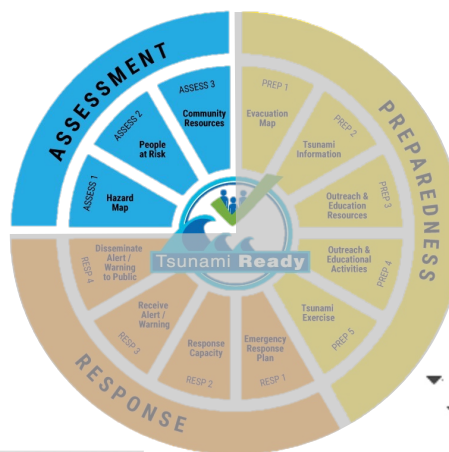 ASSESSMENT
ASSESS 1
Hazard
Map
ASSESS 2
People
at Risk
ASSESS 3
Community
Resources
PREPAREDNESS
PREP 1
Evacuation
Map
PREP 2
Tsunami
Information
PREP 3
Outreach &
Education
Resources
PREP 4
Outreach &
Educational
Activities
PREP 5
Tsunami
Exercise
RESPONSE
RESP 1
Emergency
Response
Plan
RESP 2
Response
Capacity
RESP 3
Receive
Alert /
Warning
RESP 4
Disseminate
Alert /
Warning
to Public
Tsunami Ready